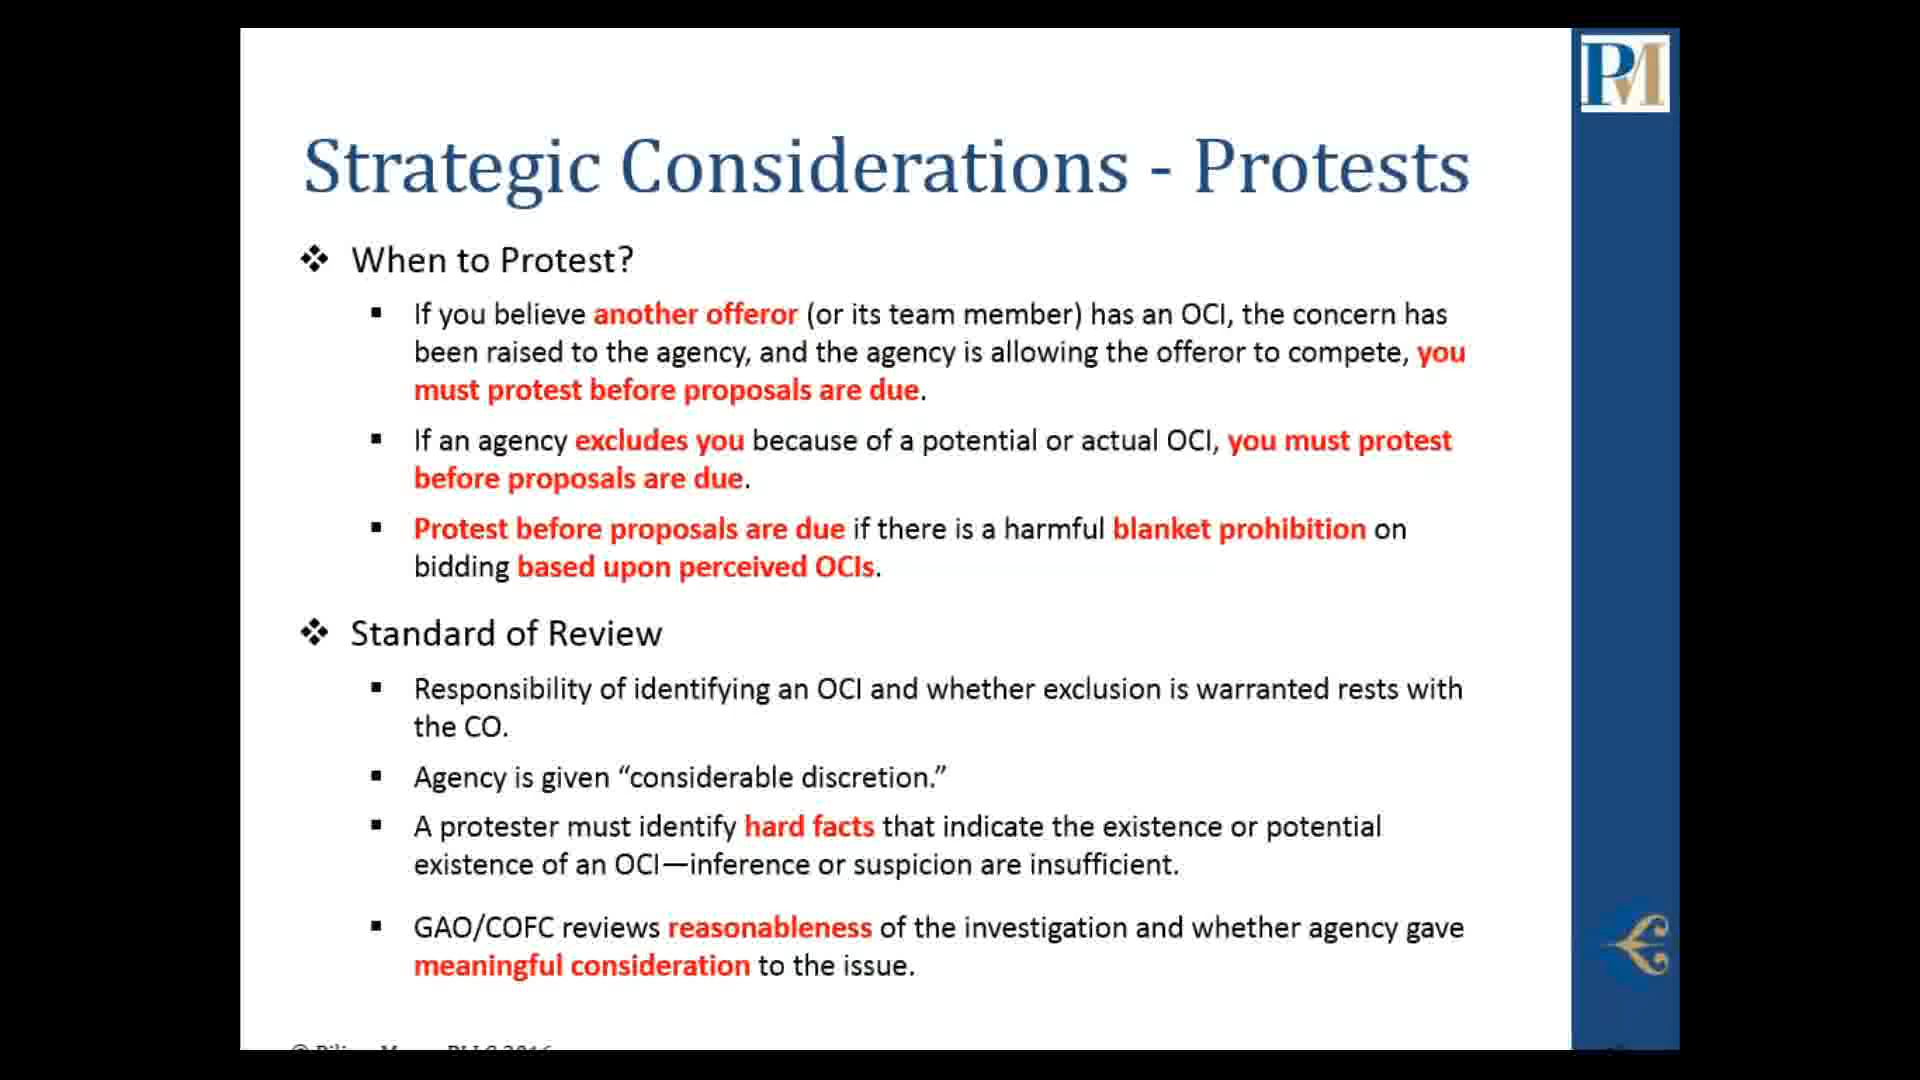 PM
Strategic Considerations - Protests
❖ When to Protest?
▪ If you believe another offeror (or its team member) has an OCI, the concern has
been raised to the agency, and the agency is allowing the offeror to compete, you
must protest before proposals are due.
▪ If an agency excludes you because of a potential or actual OCI, you must protest
before proposals are due.
▪ Protest before proposals are due if there is a harmful blanket prohibition on
bidding based upon perceived OCIs.
❖ Standard of Review
▪ Responsibility of identifying an OCI and whether exclusion is warranted rests with
the CO.
▪ Agency is given “considerable discretion.”
▪ A protester must identify hard facts that indicate the existence or potential
existence of an OCI—inference or suspicion are insufficient.
▪ GAO/COFC reviews reasonableness of the investigation and whether agency gave
meaningful consideration to the issue.
PLLC 2016